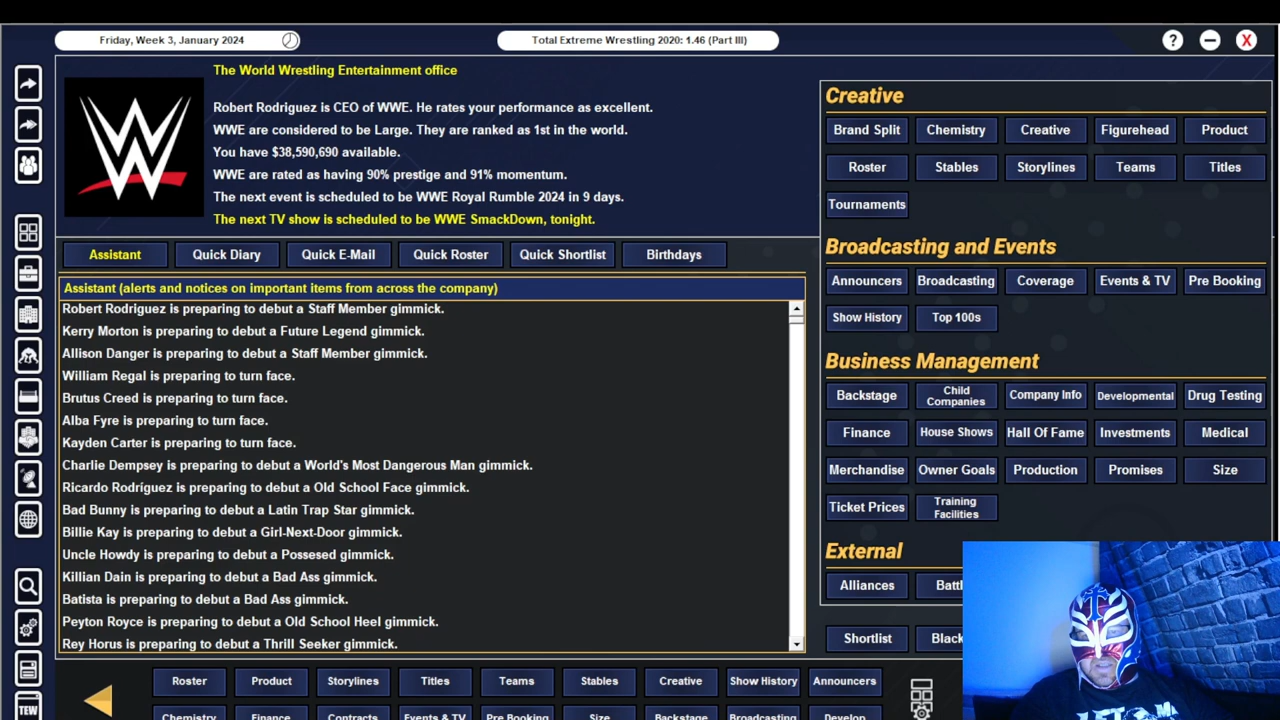 Friday, Week 3, January 2024
Total Extreme Wrestling 2020: 1.46 (Part III)
?
X
The World Wrestling Entertainment office
Robert Rodriguez is CEO of WWE. He rates your performance as excellent.
WWE are considered to be Large. They are ranked as 1st in the world.
You have $38,590,690 available.
WWE are rated as having 90% prestige and 91% momentum.
The next event is scheduled to be WWE Royal Rumble 2024 in 9 days.
The next TV show is scheduled to be WWE SmackDown, tonight.
Assistant Quick Diary Quick E-Mail Quick Roster Quick Shortlist Birthdays
Assistant (alerts and notices on important items from across the company)
Robert Rodriguez is preparing to debut a Staff Member gimmick.
Kerry Morton is preparing to debut a Future Legend gimmick.
Allison Danger is preparing to debut a Staff Member gimmick.
William Regal is preparing to turn face.
Brutus Creed is preparing to turn face.
Alba Fyre is preparing to turn face.
Kayden Carter is preparing to turn face.
Charlie Dempsey is preparing to debut a World's Most Dangerous Man gimmick.
Ricardo Rodríguez is preparing to debut a Old School Face gimmick.
Bad Bunny is preparing to debut a Latin Trap Star gimmick.
Billie Kay is preparing to debut a Girl-Next-Door gimmick.
Uncle Howdy is preparing to debut a Possesed gimmick.
Killian Dain is preparing to debut a Bad Ass gimmick.
Batista is preparing to debut a Bad Ass gimmick.
Peyton Royce is preparing to debut a Old School Heel gimmick.
Rey Horus is preparing to debut a Thrill Seeker gimmick.
Creative
Brand Split Chemistry Creative Figurehead Product
Roster Stables Storylines Teams Titles
Tournaments
Broadcasting and Events
Announcers Broadcasting Coverage Events & TV Pre Booking
Show History Top 100s
Business Management
Backstage Child Companies Company Info Developmental Drug Testing
Finance House Shows Hall Of Fame Investments Medical
Merchandise Owner Goals Production Promises Size
Ticket Prices Training Facilities
External
Alliances Battl
Shortlist Black
Roster Product Storylines Titles Teams Stables Creative Show History Announcers
Chemistry Finance Contracts Events & TV Pre Booking Size Backstage Broadcasting Develop
TEW